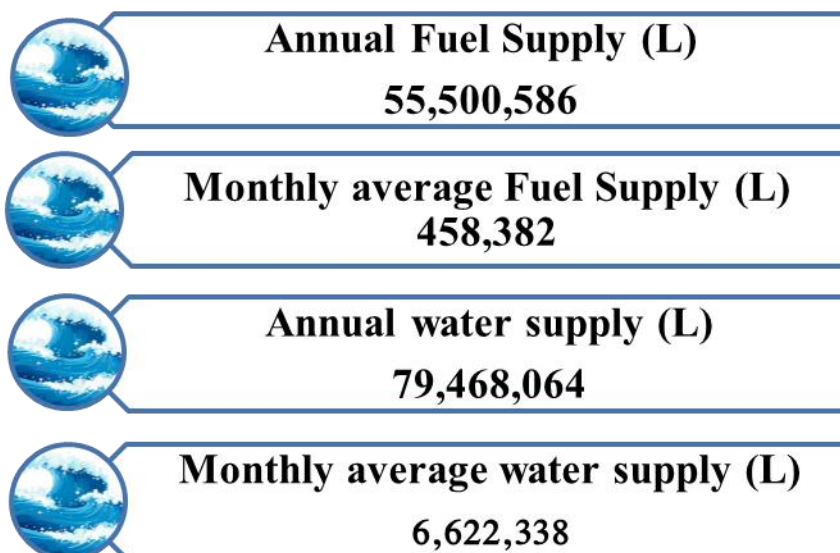 Annual Fuel Supply (L)
55,500,586
Monthly average Fuel Supply (L)
458,382
Annual water supply (L)
79,468,064
Monthly average water supply (L)
6,622,338